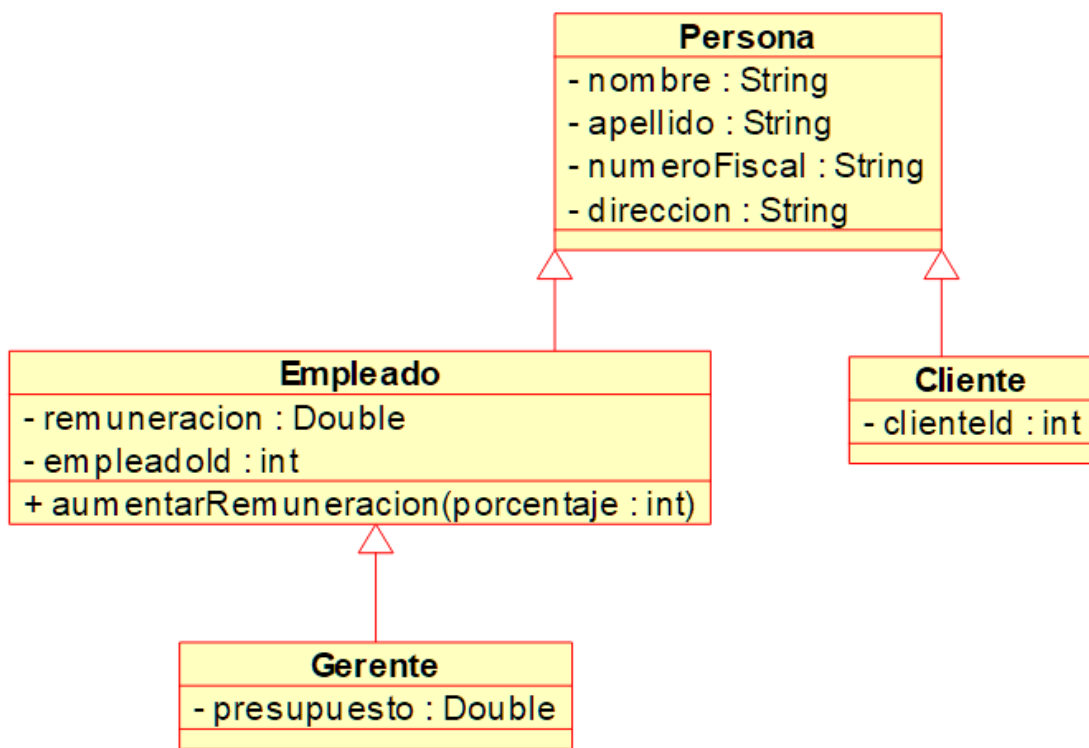 Persona
- nombre : String
- apellido : String
- numeroFiscal : String
- direccion : String
Empleado
- remuneracion : Double
- empleadoId : int
+ aumentarRemuneracion(porcentaje : int)
Cliente
- clienteId : int
Gerente
- presupuesto : Double